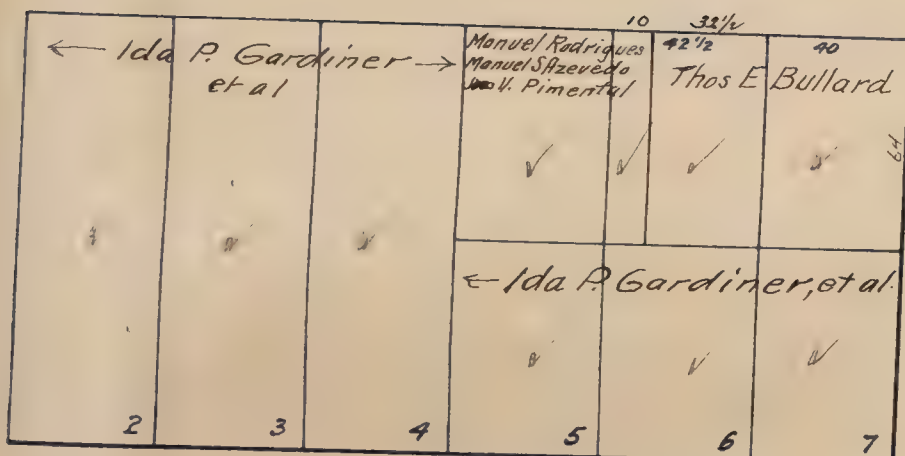 10 32½
← Ida P. Gardiner →
et al
Manuel Rodrigues
Manuel S Azevedo
V. Pimental
42½ 40
Thos E Bullard
64
← Ida P. Gardiner, et al.
2 3 4 5 6 7